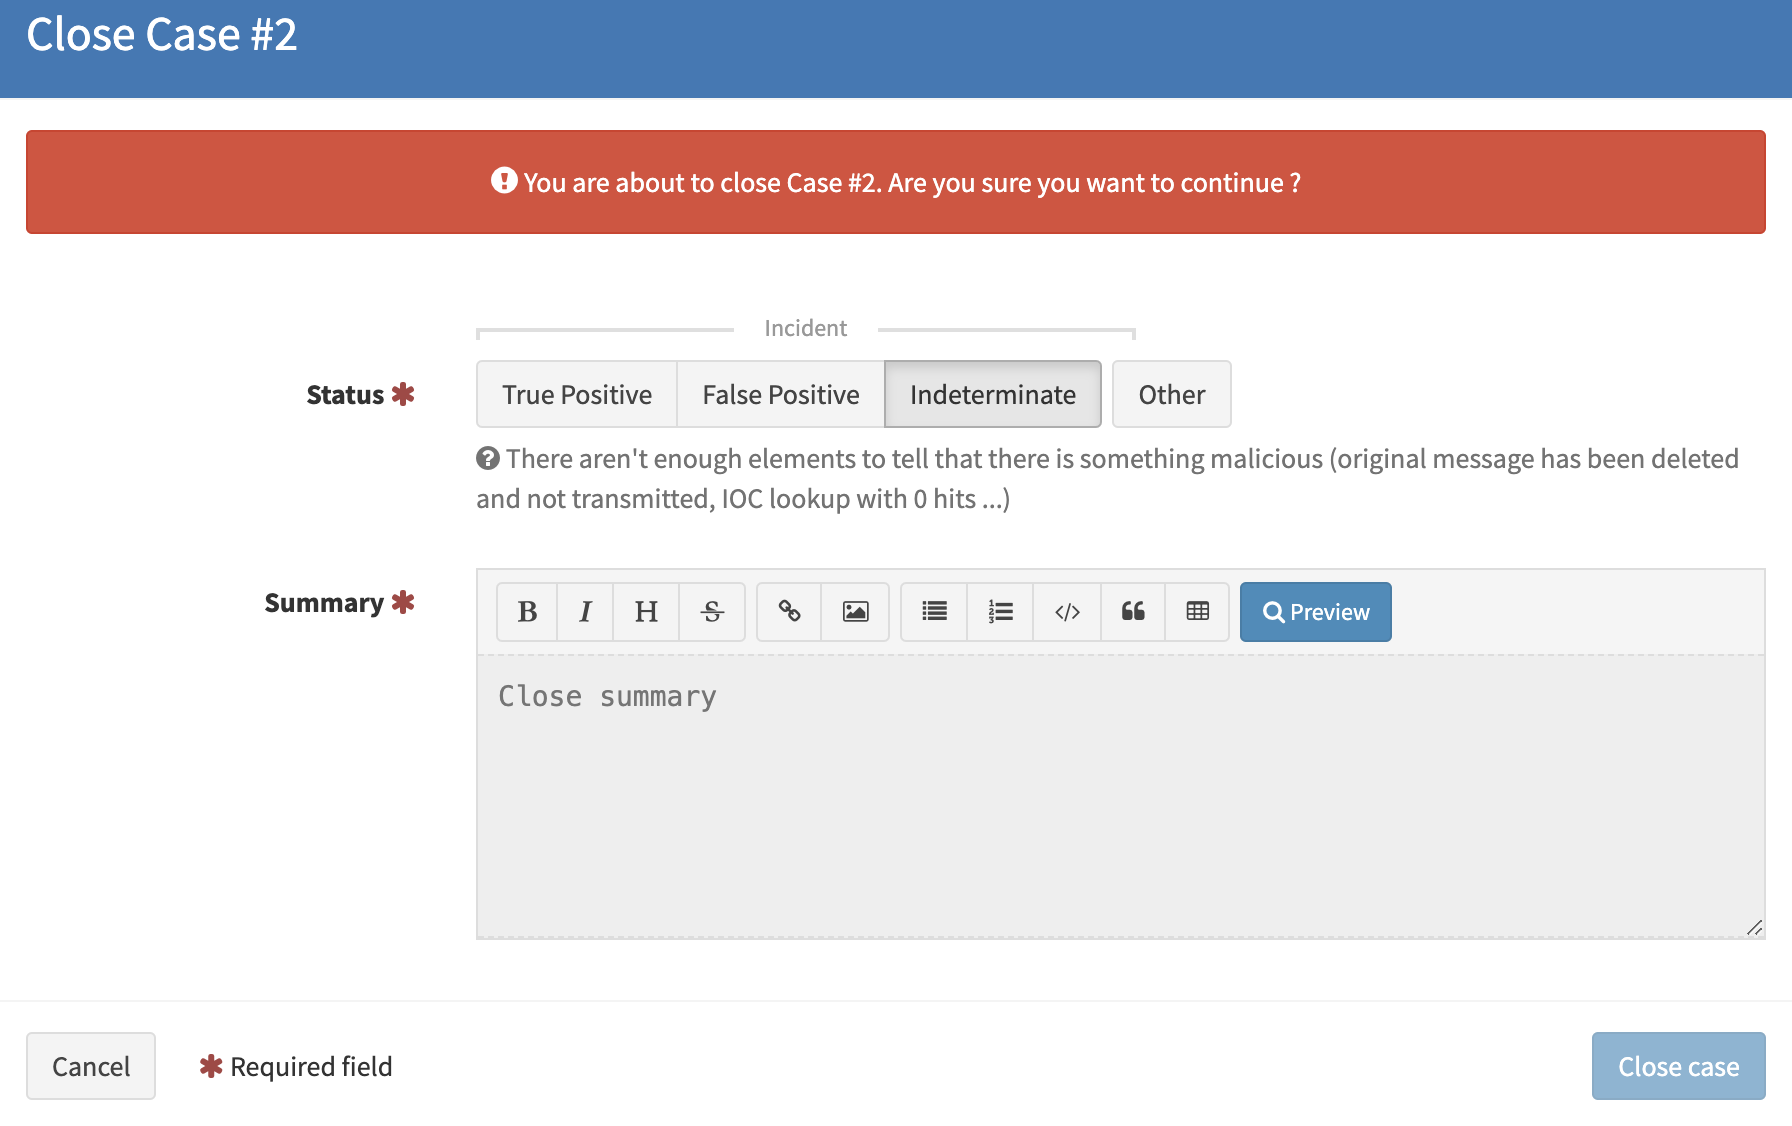 Close Case #2
You are about to close Case #2. Are you sure you want to continue ?
Incident
Status ✱
True Positive
False Positive
Indeterminate
Other
There aren't enough elements to tell that there is something malicious (original message has been deleted
and not transmitted, IOC lookup with 0 hits ...)
Summary ✱
B I H S
Preview
Close summary
Cancel
✱ Required field
Close case